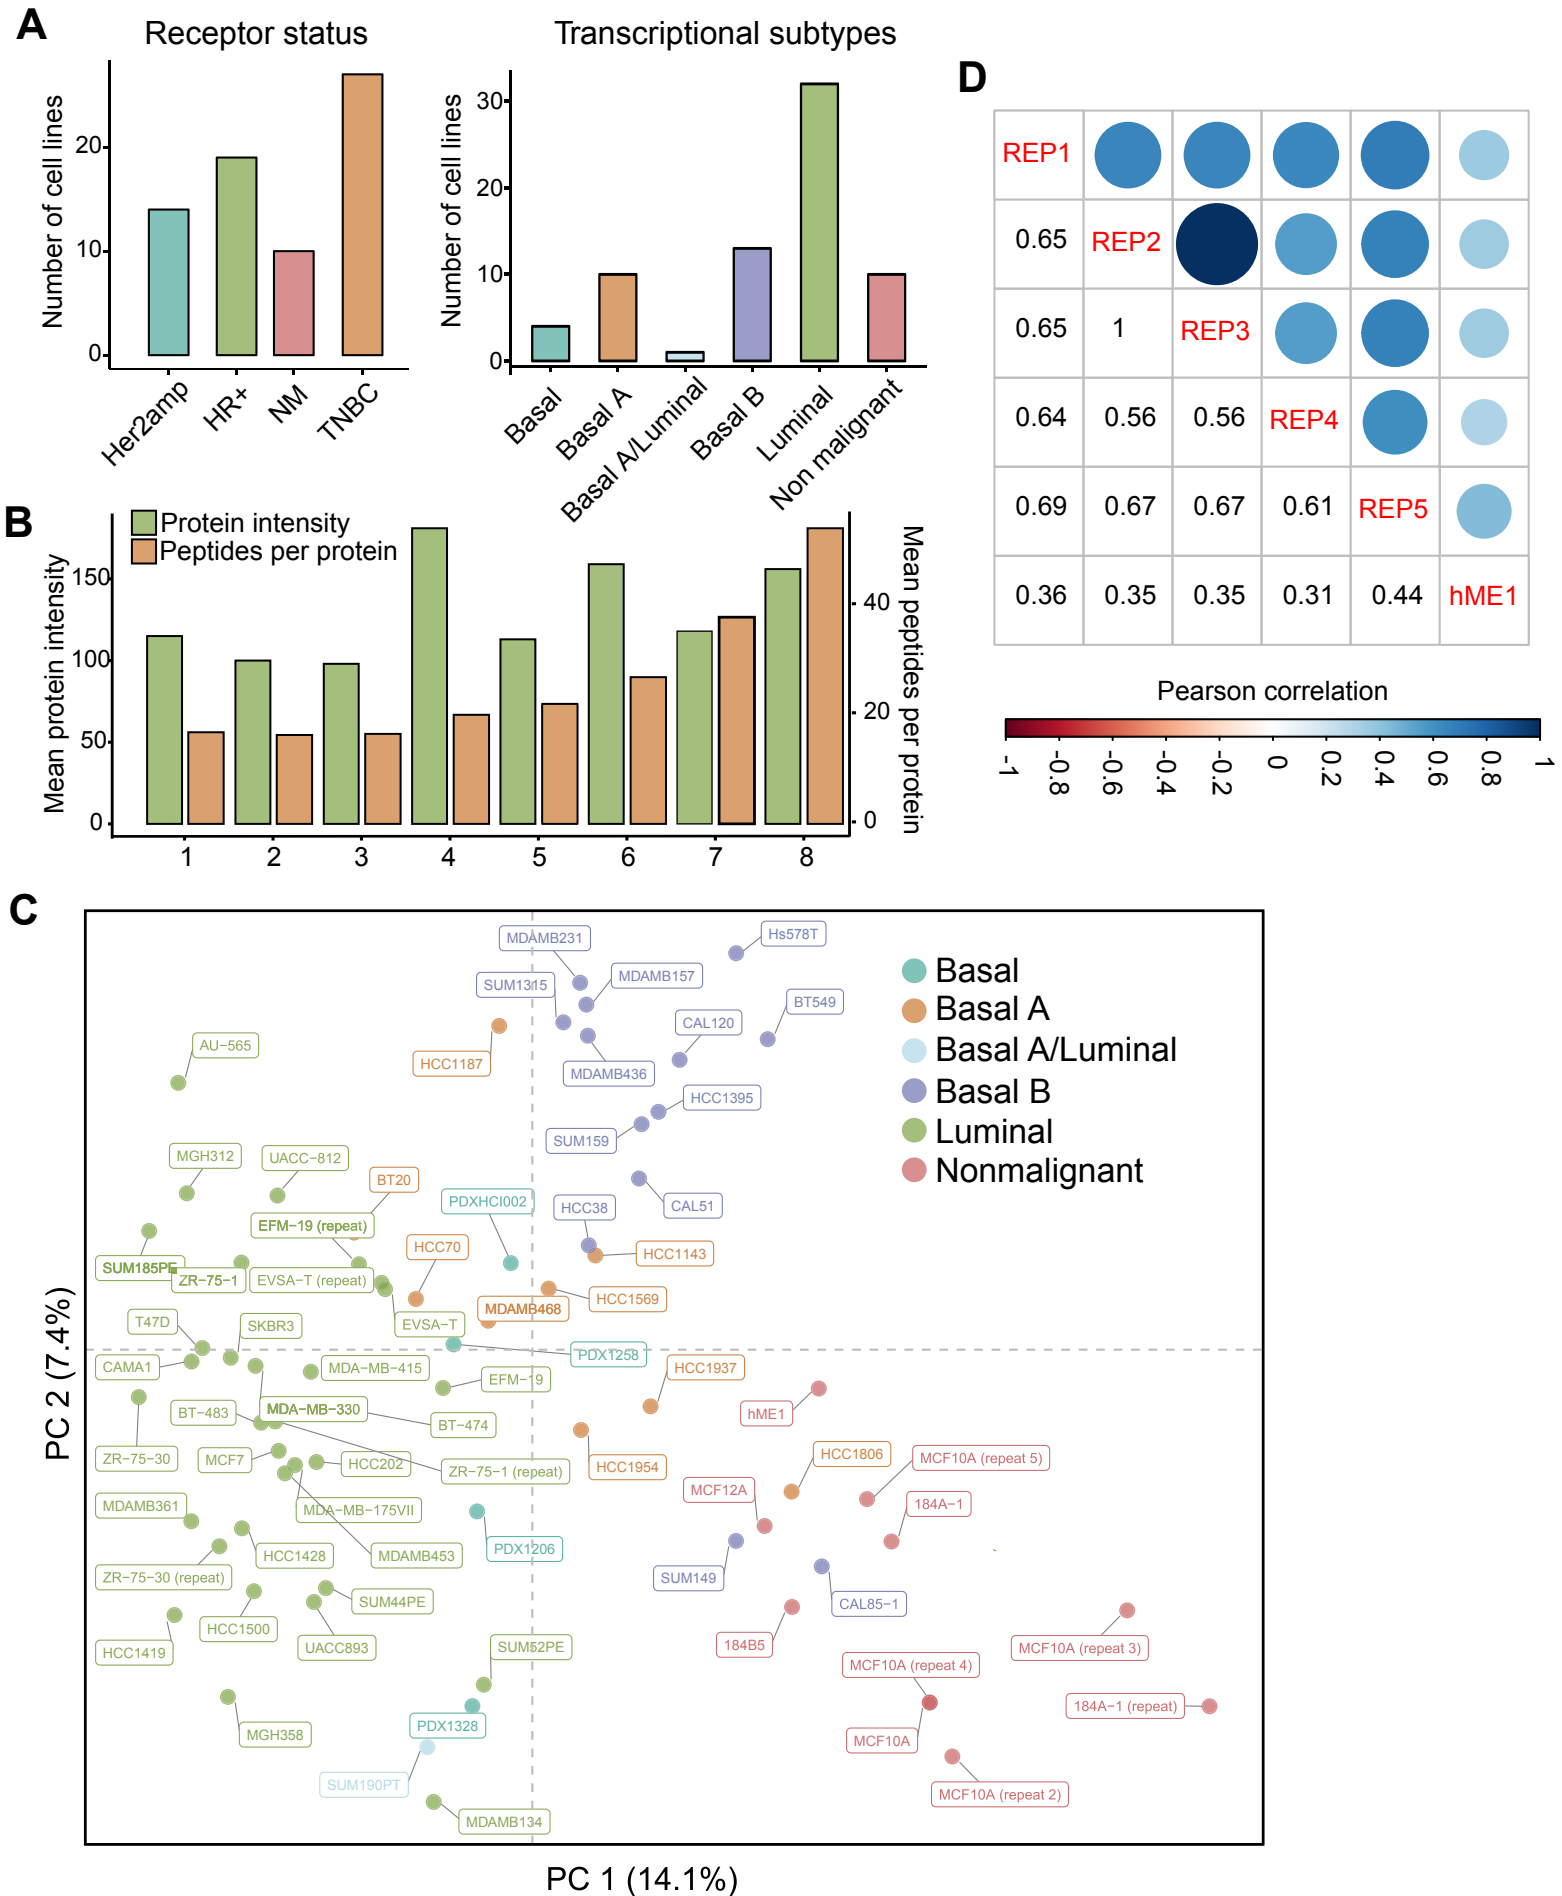 A
Receptor status
Number of cell lines
20
10
0
Her2amp
HR+
NM
TNBC
Transcriptional subtypes
Number of cell lines
30
20
10
0
Basal
Basal A
Basal A/Luminal
Basal B
Luminal
Non malignant
B
Protein intensity
Peptides per protein
Mean protein intensity
150
100
50
0
Mean peptides per protein
40
20
0
1 2 3 4 5 6 7 8
D
REP1
0.65 REP2
0.65 1 REP3
0.64 0.56 0.56 REP4
0.69 0.67 0.67 0.61 REP5
0.36 0.35 0.35 0.31 0.44 hME1
Pearson correlation
-1 -0.8 -0.6 -0.4 -0.2 0 0.2 0.4 0.6 0.8 1
C
PC 2 (7.4%)
MDAMB231
Hs578T
SUM1315
MDAMB157
BT549
CAL120
AU−565
HCC1187
MDAMB436
HCC1395
SUM159
MGH312
UACC−812
BT20
PDXHCI002
HCC38
CAL51
EFM−19 (repeat)
HCC70
HCC1143
SUM185PE
ZR−75−1
EVSA−T (repeat)
MDAMB468
HCC1569
T47D
SKBR3
EVSA−T
PDX1258
CAMA1
MDA−MB−415
EFM−19
HCC1937
BT−483
MDA−MB−330
BT−474
hME1
ZR−75−30
MCF7
HCC202
ZR−75−1 (repeat)
HCC1954
HCC1806
MCF10A (repeat 5)
MDAMB361
MDA−MB−175VII
MCF12A
184A−1
HCC1428
MDAMB453
PDX1206
ZR−75−30 (repeat)
SUM149
SUM44PE
CAL85−1
HCC1500
HCC1419
UACC893
SUM52PE
184B5
MCF10A (repeat 3)
MCF10A (repeat 4)
184A−1 (repeat)
MGH358
PDX1328
MCF10A
SUM190PT
MCF10A (repeat 2)
MDAMB134
Basal
Basal A
Basal A/Luminal
Basal B
Luminal
Nonmalignant
PC 1 (14.1%)